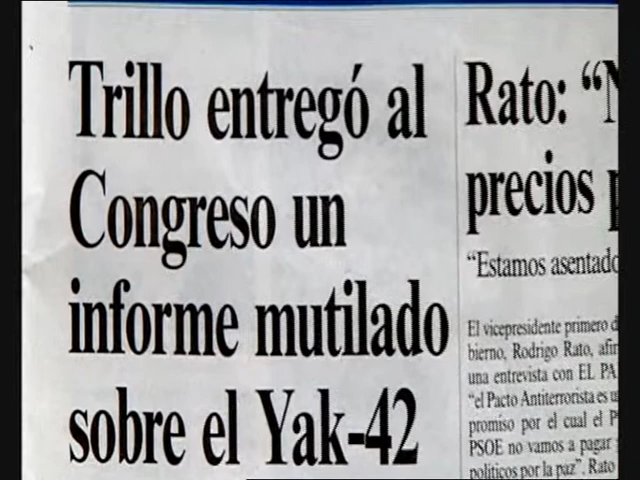 Trillo entregó al
Congreso un
informe mutilado
sobre el Yak-42
Rato: “N
precios p
“Estamos asentado
El vicepresidente primero d
bierno, Rodrigo Rato, afir
una entrevista con EL PA
“el Pacto Antiterrorista es u
promiso por el cual el P
PSOE no vamos a pagar
políticos por la paz”. Rato